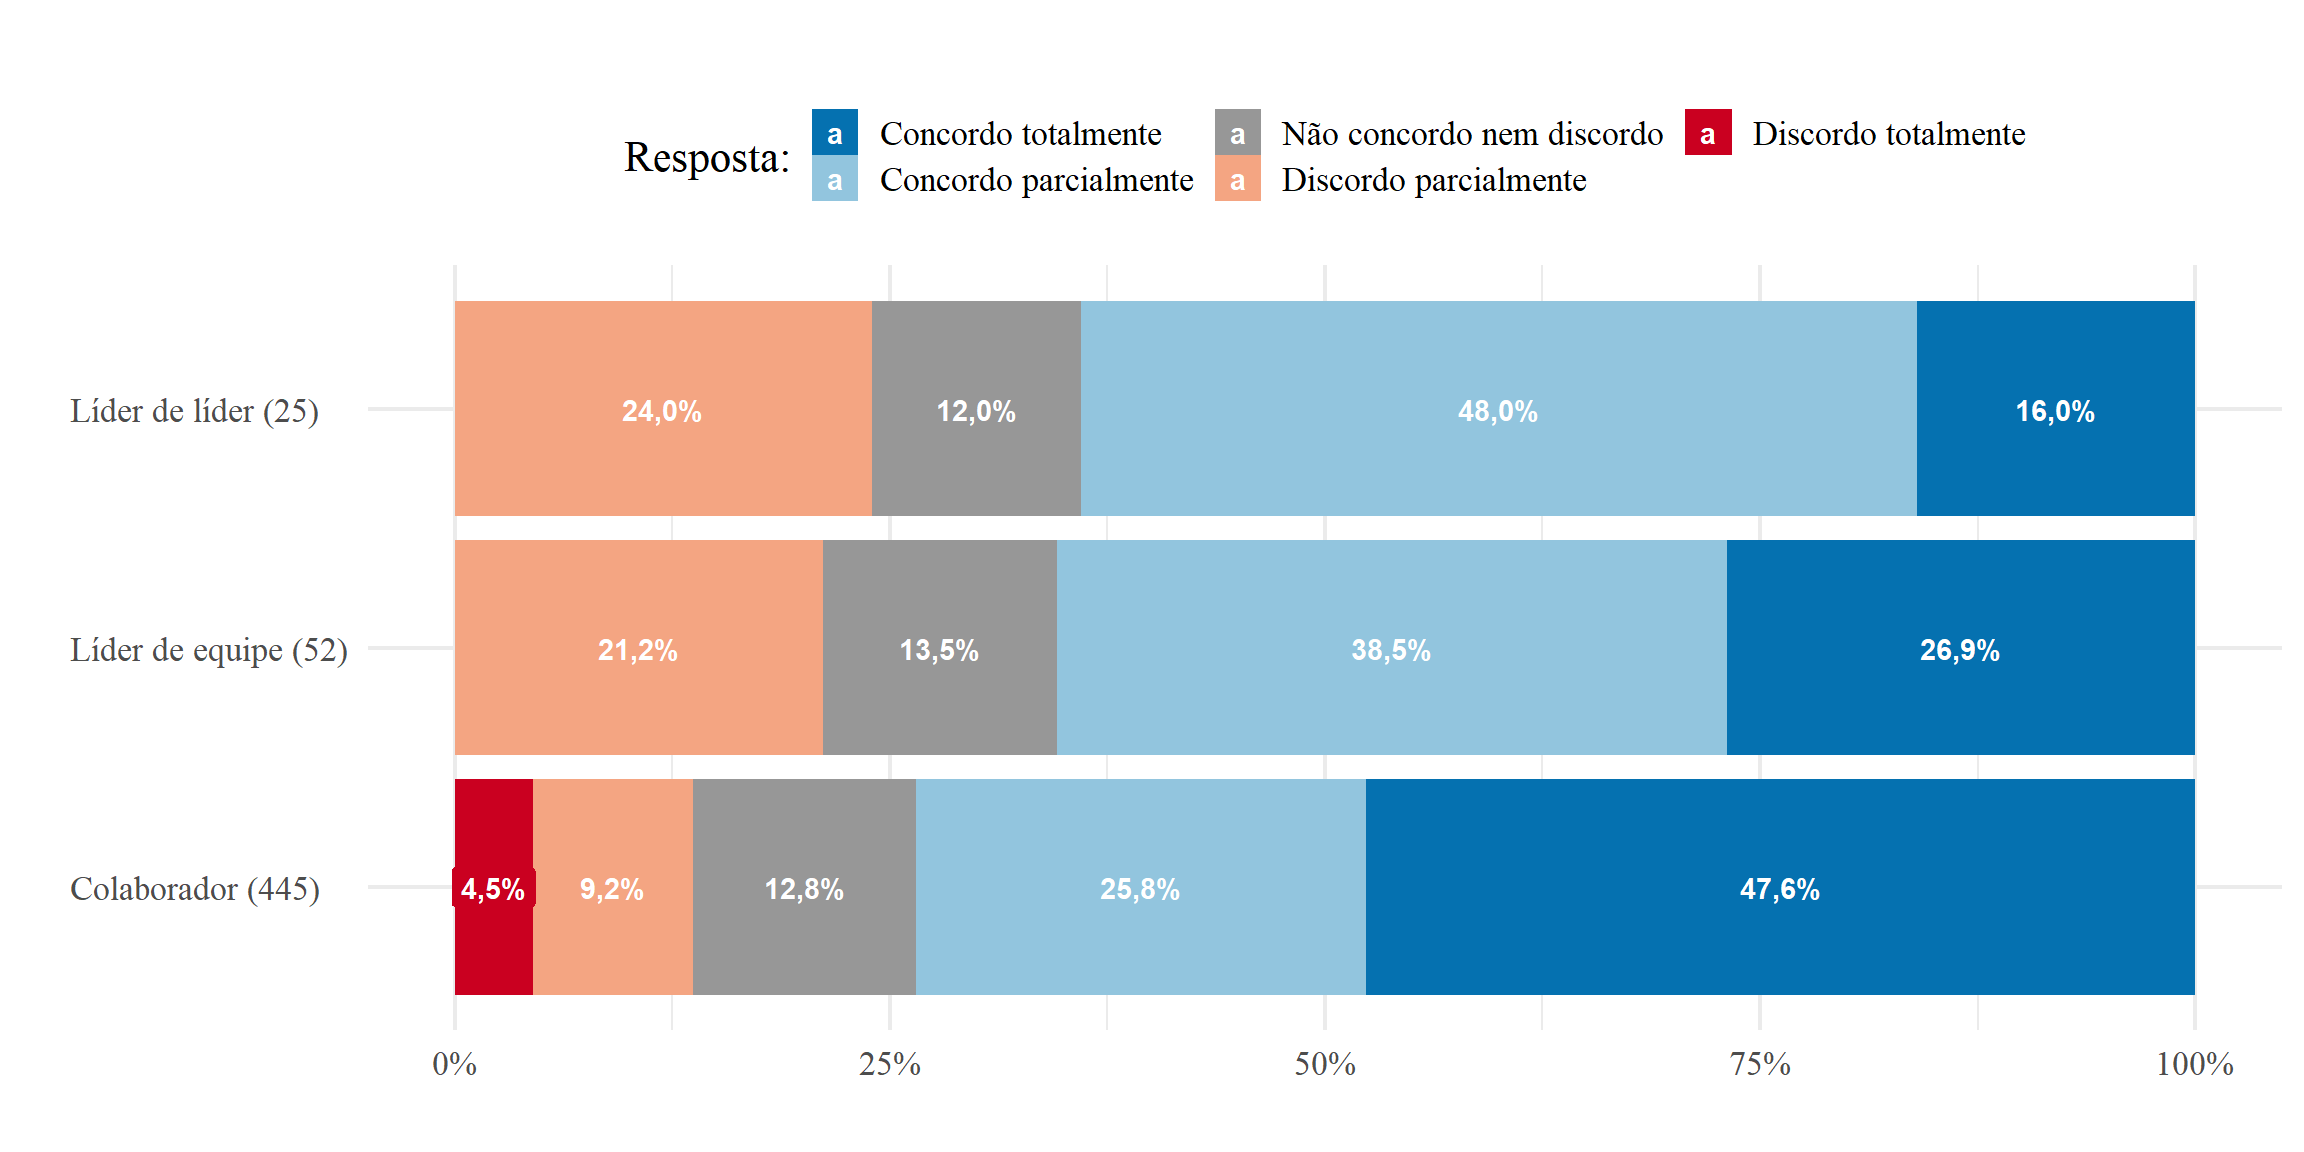 Resposta:
a Concordo totalmente
a Concordo parcialmente
a Não concordo nem discordo
a Discordo parcialmente
a Discordo totalmente
Líder de líder (25)
24,0% 12,0% 48,0% 16,0%
Líder de equipe (52)
21,2% 13,5% 38,5% 26,9%
Colaborador (445)
4,5% 9,2% 12,8% 25,8% 47,6%
0% 25% 50% 75% 100%